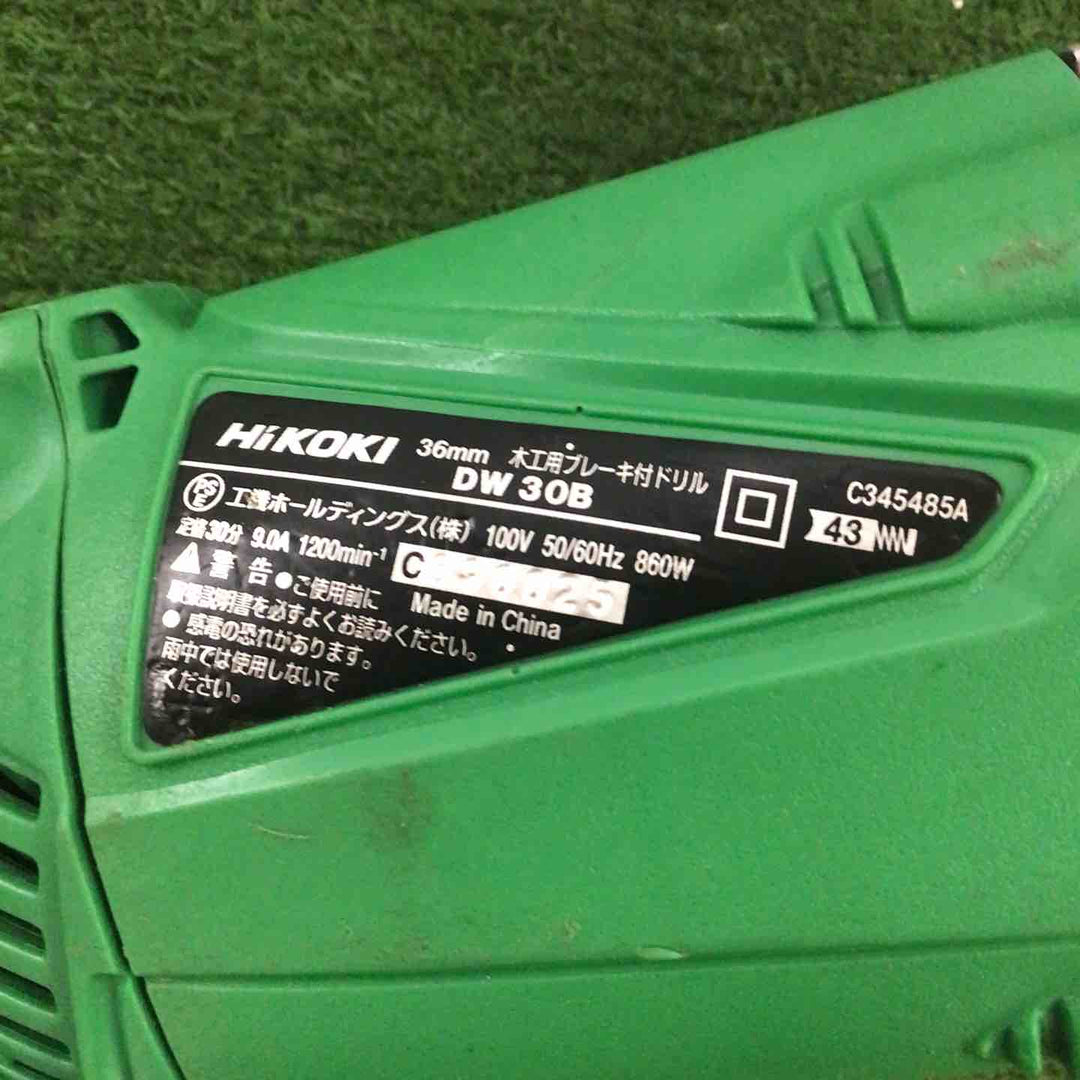 HiKOKI 36mm 木工用ブレーキ付ドリル
DW 30B
C345485A
43
PS E 工機ホールディングス(株) 100V 50/60Hz 860W
定格30分 9.0A 1200min⁻¹
Made in China
警告 ●ご使用前に
取扱説明書を必ずよくお読みください。
● 感電の恐れがあります。
雨中では使用しないで
ください。